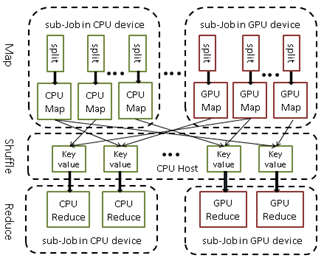 Map
sub-Job in CPU device
sub-Job in GPU device
split
split
split
split
split
split
CPU
Map
CPU
Map
CPU
Map
GPU
Map
GPU
Map
GPU
Map
Shuffle
Key
value
Key
value
Key
value
Key
value
CPU Host
Reduce
CPU
Reduce
CPU
Reduce
GPU
Reduce
GPU
Reduce
sub-Job in CPU device
sub-Job in GPU device